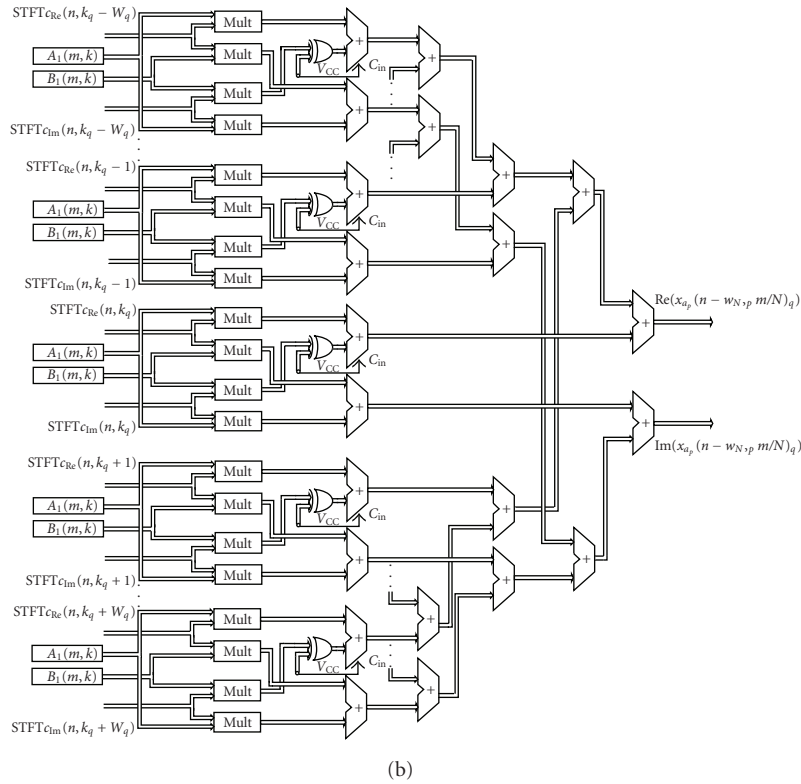 STFTc_Re(n, k_q − W_q)
Mult
A_1(m, k)
Mult
B_1(m, k)
Mult
STFTc_Im(n, k_q − W_q)
Mult
V_CC
C_in
+
+
+
+
STFTc_Re(n, k_q − 1)
Mult
A_1(m, k)
Mult
B_1(m, k)
Mult
STFTc_Im(n, k_q − 1)
Mult
V_CC
C_in
+
+
+
+
+
STFTc_Re(n, k_q)
Mult
A_1(m, k)
Mult
B_1(m, k)
Mult
STFTc_Im(n, k_q)
Mult
V_CC
C_in
+
+
+
Re(x_{a_p}(n − w_N, _p m/N)_q)
+
Im(x_{a_p}(n − w_N, _p m/N)_q)
STFTc_Re(n, k_q + 1)
Mult
A_1(m, k)
Mult
B_1(m, k)
Mult
STFTc_Im(n, k_q + 1)
Mult
V_CC
C_in
+
+
+
+
+
STFTc_Re(n, k_q + W_q)
Mult
A_1(m, k)
Mult
B_1(m, k)
Mult
STFTc_Im(n, k_q + W_q)
Mult
V_CC
C_in
+
+
+
+
(b)